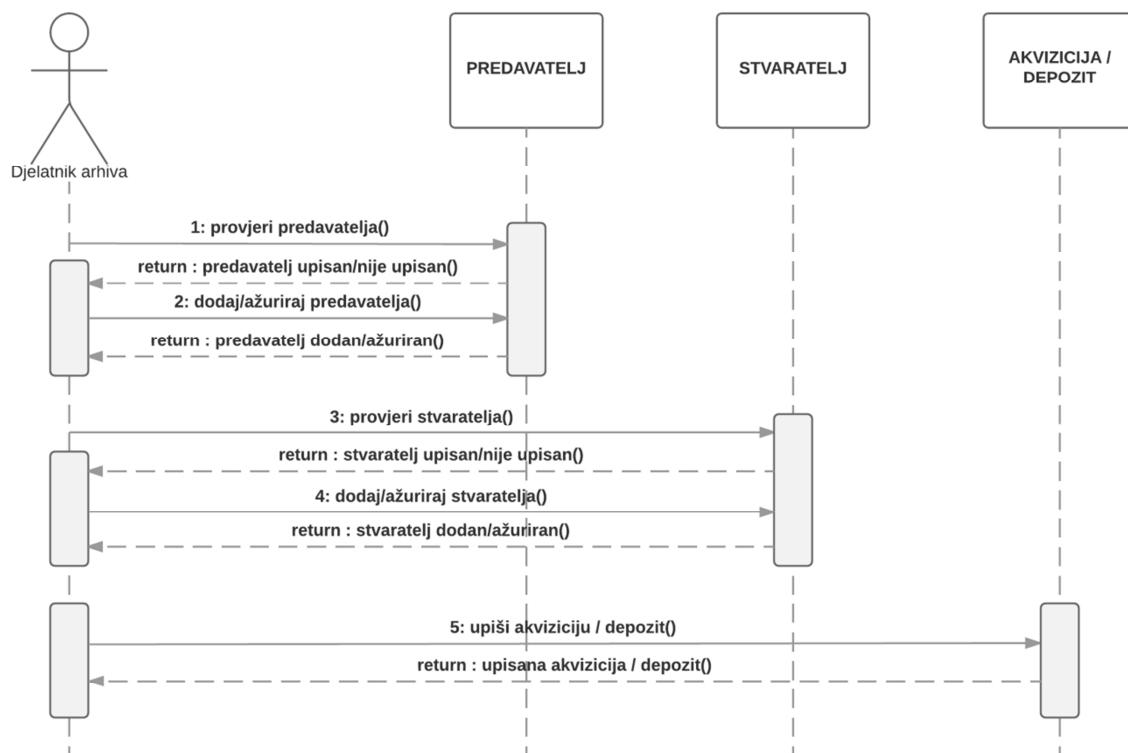 PREDAVATELJ
STVARATELJ
AKVIZICIJA /
DEPOZIT
Djelatnik arhiva
1: provjeri predavatelja()
return : predavatelj upisan/nije upisan()
2: dodaj/ažuriraj predavatelja()
return : predavatelj dodan/ažuriran()
3: provjeri stvaratelja()
return : stvaratelj upisan/nije upisan()
4: dodaj/ažuriraj stvaratelja()
return : stvaratelj dodan/ažuriran()
5: upiši akviziciju / depozit()
return : upisana akvizicija / depozit()